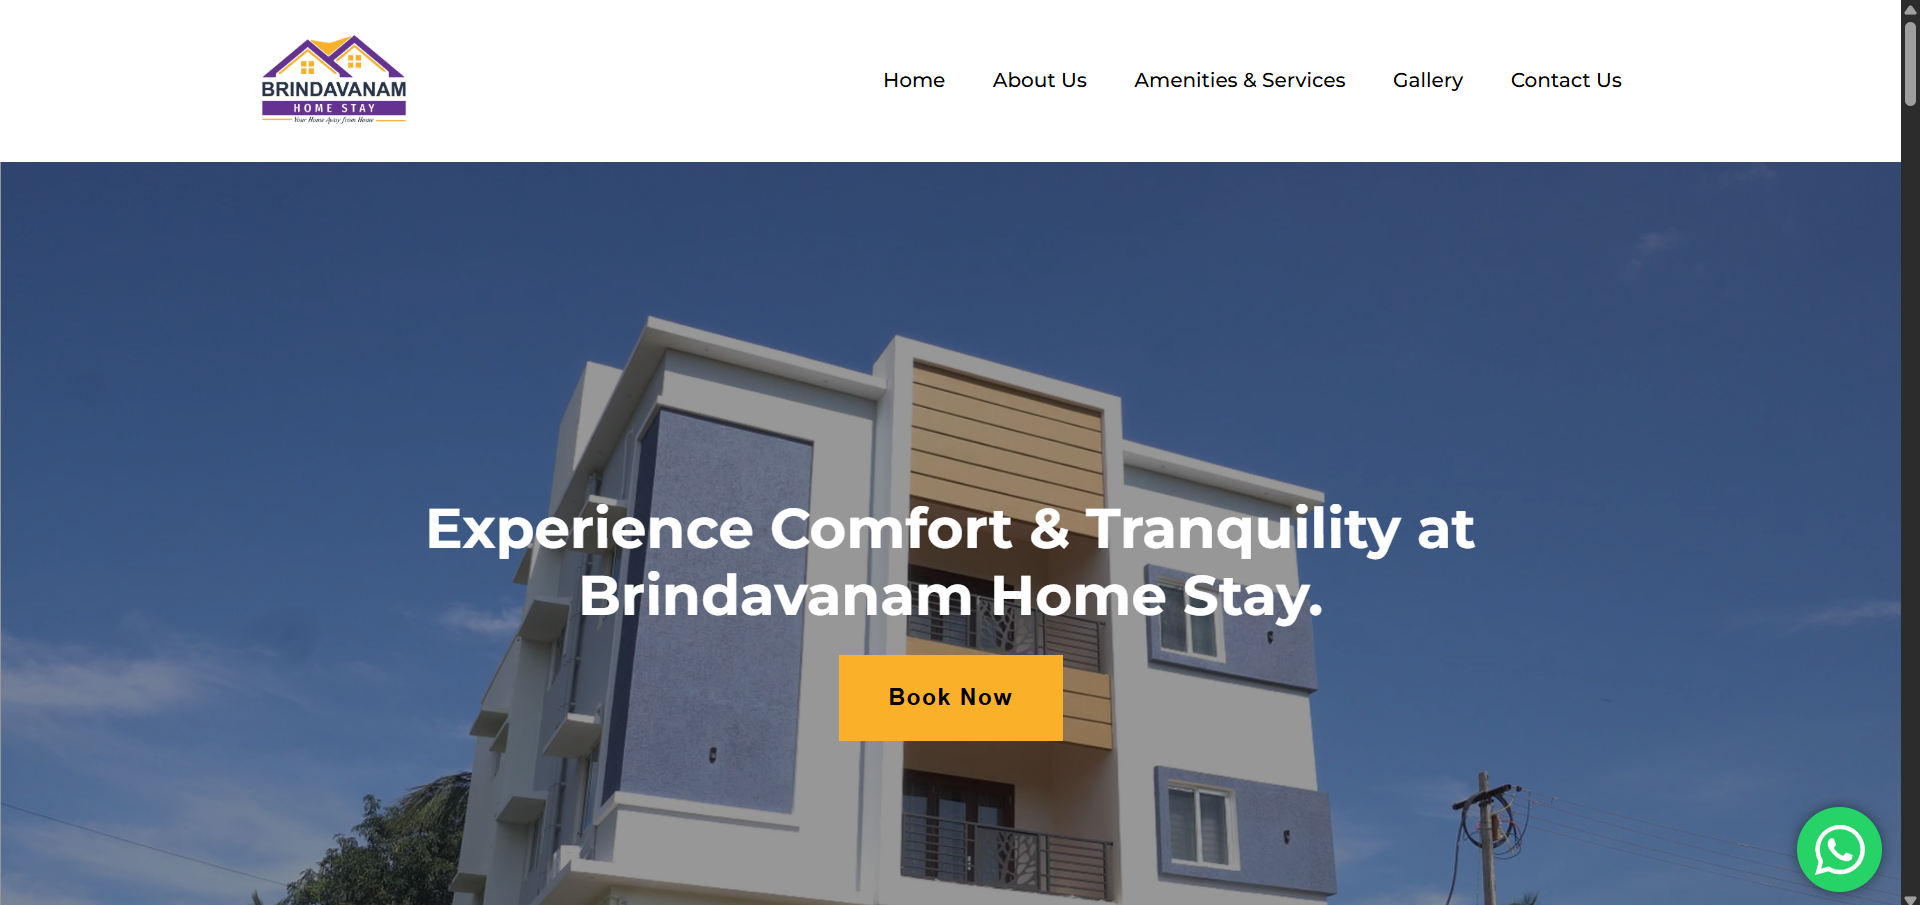 BRINDAVANAM
HOME STAY
Your Home Away from Home
Home
About Us
Amenities & Services
Gallery
Contact Us
Experience Comfort & Tranquility at
Brindavanam Home Stay.
Book Now